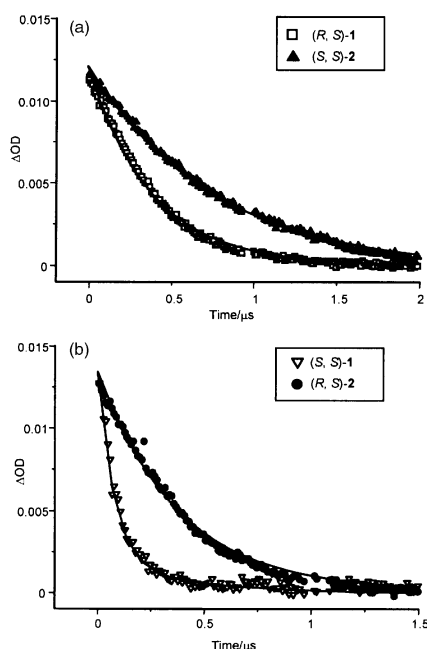 (a)
(R, S)-1
(S, S)-2
0.015
0.010
0.005
0
ΔOD
0
0.5
1
1.5
2
Time/μs
(b)
(S, S)-1
(R, S)-2
0.015
0.010
0.005
0
ΔOD
0
0.5
1
1.5
Time/μs